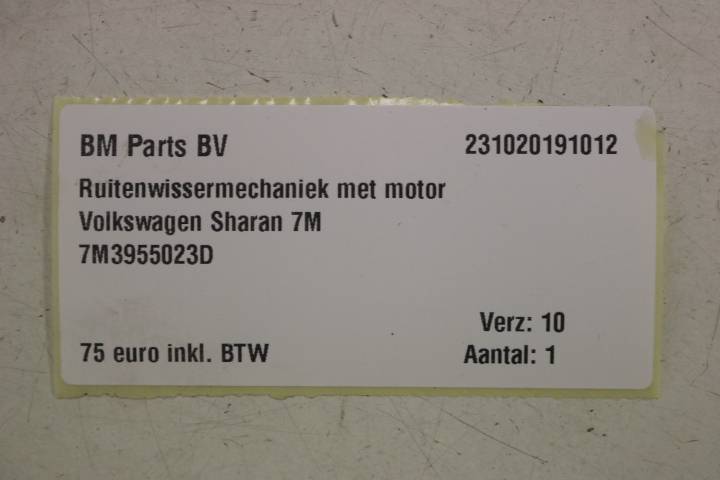 BM Parts BV 231020191012
Ruitenwissermechaniek met motor
Volkswagen Sharan 7M
7M3955023D
Verz: 10
75 euro inkl. BTW Aantal: 1